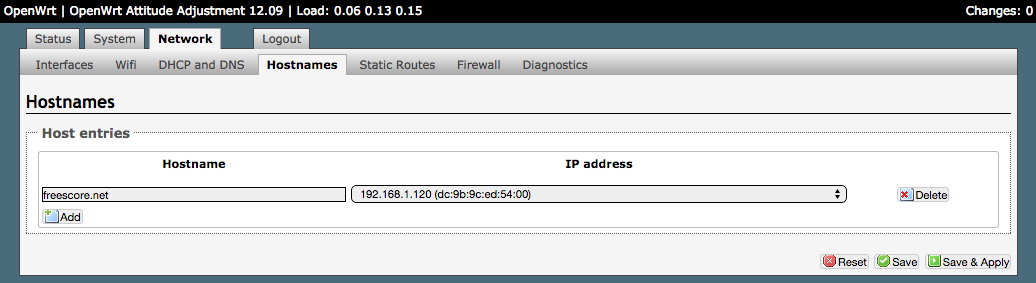 OpenWrt | OpenWrt Attitude Adjustment 12.09 | Load: 0.06 0.13 0.15 Changes: 0
Status System Network Logout
Interfaces Wifi DHCP and DNS Hostnames Static Routes Firewall Diagnostics
Hostnames
Host entries
Hostname IP address
freescore.net 192.168.1.120 (dc:9b:9c:ed:54:00) Delete
Add
Reset Save Save & Apply